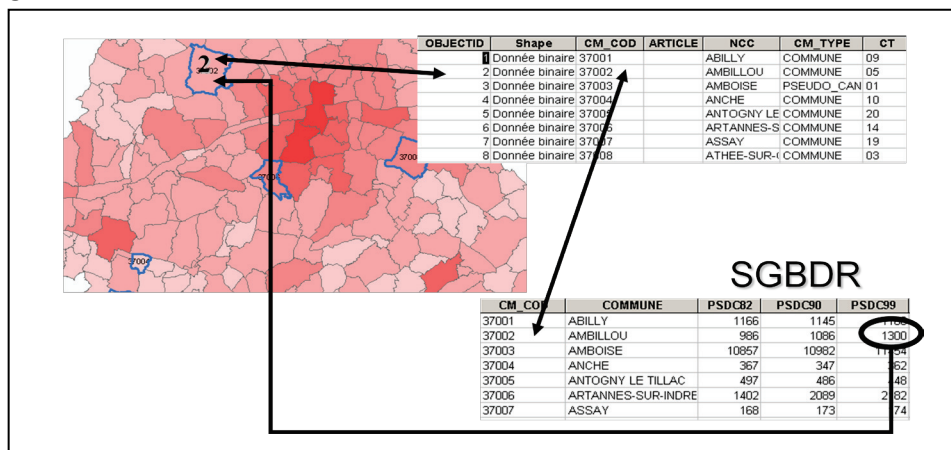 OBJECTID Shape CM_COD ARTICLE NCC CM_TYPE CT
1 Donnée binaire 37001 ABILLY COMMUNE 09
2 Donnée binaire 37002 AMBILLOU COMMUNE 05
3 Donnée binaire 37003 AMBOISE PSEUDO_CAN 01
4 Donnée binaire 37004 ANCHE COMMUNE 10
5 Donnée binaire 37005 ANTOGNY LE COMMUNE 20
6 Donnée binaire 37006 ARTANNES-S COMMUNE 14
7 Donnée binaire 37007 ASSAY COMMUNE 19
8 Donnée binaire 37008 ATHEE-SUR-( COMMUNE 03
2
3700
37004
SGBDR
CM_COD COMMUNE PSDC82 PSDC90 PSDC99
37001 ABILLY 1166 1145
37002 AMBILLOU 986 1086 1300
37003 AMBOISE 10857 10982
37004 ANCHE 367 347 362
37005 ANTOGNY LE TILLAC 497 486 448
37006 ARTANNES-SUR-INDRE 1402 2089
37007 ASSAY 168 173 174